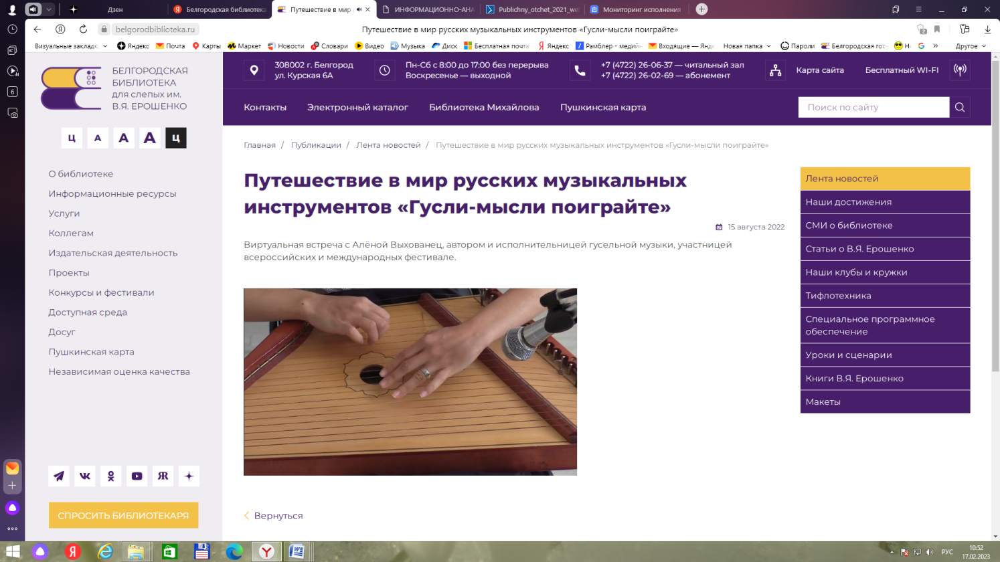 Дзен
Белгородская библиотека
Путешествие в мир
ИНФОРМАЦИОННО-АНА
Publichny_otchet_2021_we
Мониторинг исполнения
belgorodbiblioteka.ru
Путешествие в мир русских музыкальных инструментов «Гусли-мысли поиграйте»
2
Визуальные закладк
Яндекс
Почта
Карты
Маркет
Новости
Словари
Видео
Музыка
Диск
Бесплатная почта
Яндекс
Рамблер - медий
Входящие — Янде
Новая папка
Пароли
Белгородская гос
Другое
6
БЕЛГОРОДСКАЯ
БИБЛИОТЕКА
для слепых им.
В.Я. ЕРОШЕНКО
Ц А А А Ц
О библиотеке
Информационные ресурсы
Услуги
Коллегам
Издательская деятельность
Проекты
Конкурсы и фестивали
Доступная среда
Досуг
Пушкинская карта
Независимая оценка качества
СПРОСИТЬ БИБЛИОТЕКАРЯ
308002 г. Белгород
ул. Курская 6А
Пн-Сб с 8:00 до 17:00 без перерыва
Воскресенье — выходной
+7 (4722) 26-06-37 — читальный зал
+7 (4722) 26-02-69 — абонемент
Карта сайта
Бесплатный WI-FI
Контакты
Электронный каталог
Библиотека Михайлова
Пушкинская карта
Поиск по сайту
Главная / Публикации / Лента новостей / Путешествие в мир русских музыкальных инструментов «Гусли-мысли поиграйте»
Путешествие в мир русских музыкальных
инструментов «Гусли-мысли поиграйте»
15 августа 2022
Виртуальная встреча с Алёной Выхованец, автором и исполнительницей гусельной музыки, участницей
всероссийских и международных фестивале.
Вернуться
Лента новостей
Наши достижения
СМИ о библиотеке
Статьи о В.Я. Ерошенко
Наши клубы и кружки
Тифлотехника
Специальное программное
обеспечение
Уроки и сценарии
Книги В.Я. Ерошенко
Макеты
РУС
10:52
17.02.2023